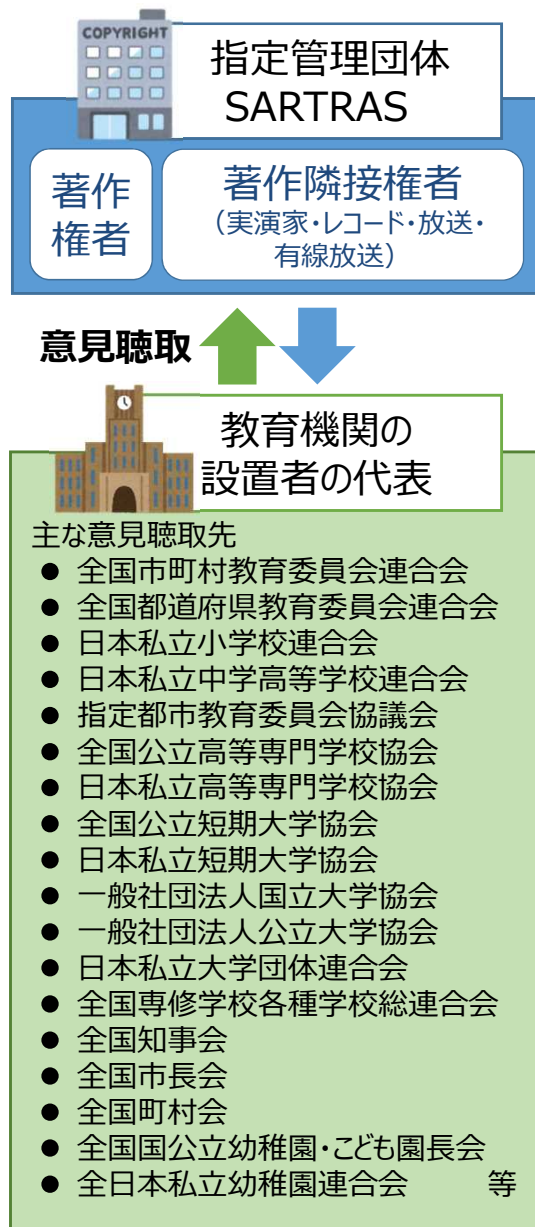 COPYRIGHT
指定管理団体
SARTRAS
著作
権者
著作隣接権者
（実演家・レコード・放送・
有線放送）
意見聴取
教育機関の
設置者の代表
主な意見聴取先
● 全国市町村教育委員会連合会
● 全国都道府県教育委員会連合会
● 日本私立小学校連合会
● 日本私立中学高等学校連合会
● 指定都市教育委員会協議会
● 全国公立高等専門学校協会
● 日本私立高等専門学校協会
● 全国公立短期大学協会
● 日本私立短期大学協会
● 一般社団法人国立大学協会
● 一般社団法人公立大学協会
● 日本私立大学団体連合会
● 全国専修学校各種学校総連合会
● 全国知事会
● 全国市長会
● 全国町村会
● 全国国公立幼稚園・こども園長会
● 全日本私立幼稚園連合会 等